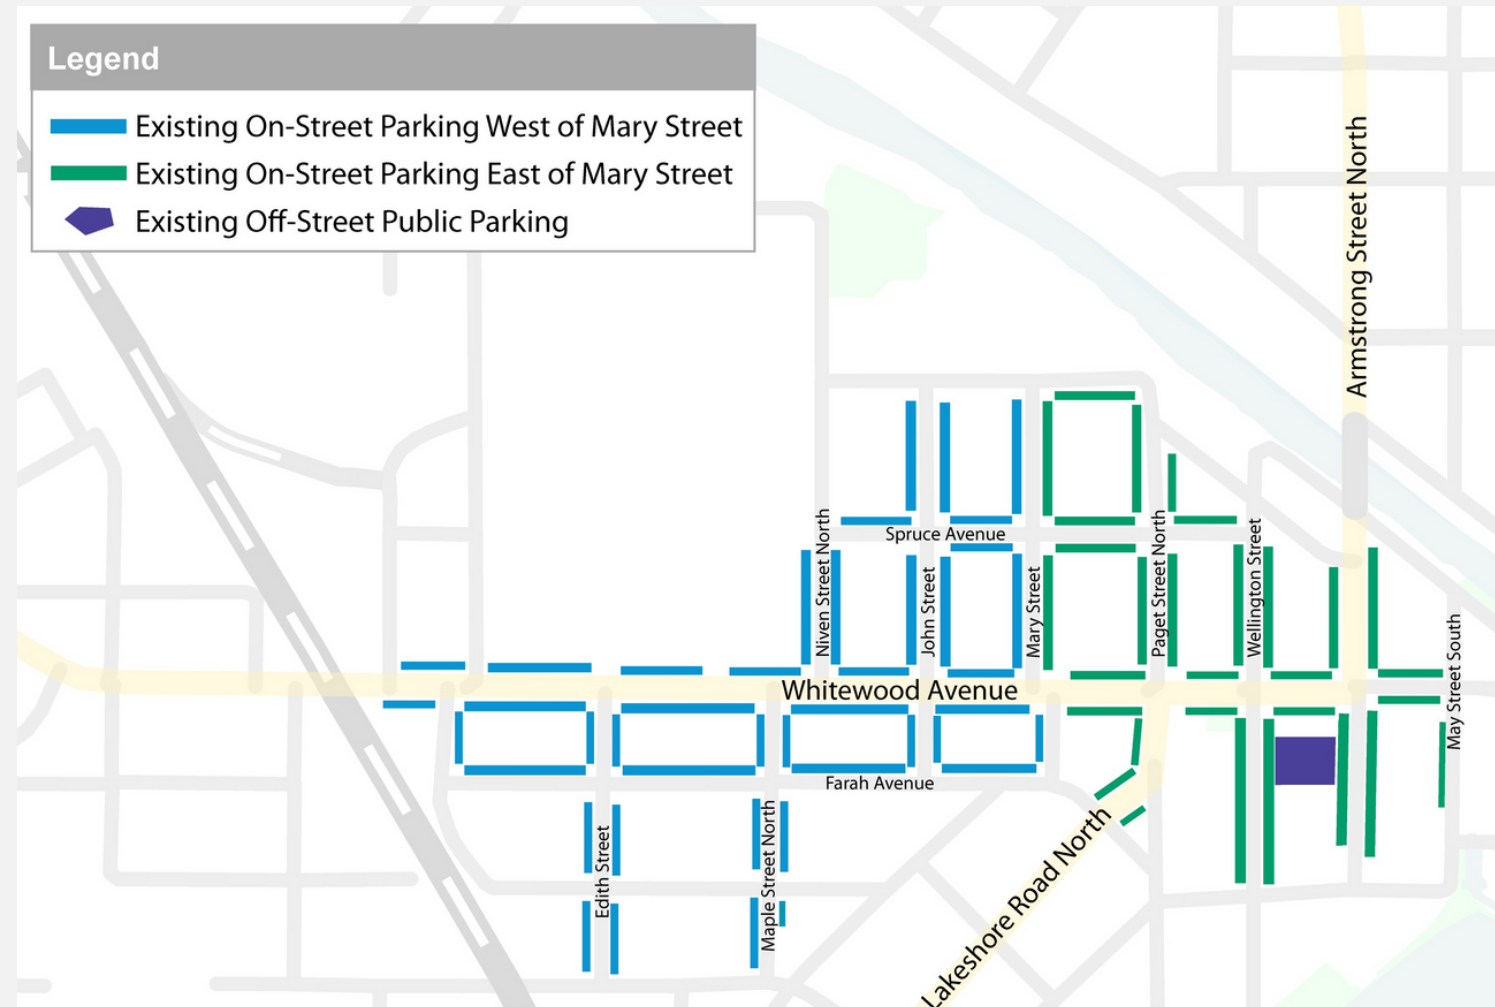 Legend
Existing On-Street Parking West of Mary Street
Existing On-Street Parking East of Mary Street
Existing Off-Street Public Parking
Armstrong Street North
Niven Street North
Spruce Avenue
John Street
Mary Street
Paget Street North
Wellington Street
May Street South
Whitewood Avenue
Farah Avenue
Edith Street
Maple Street North
Lakeshore Road North